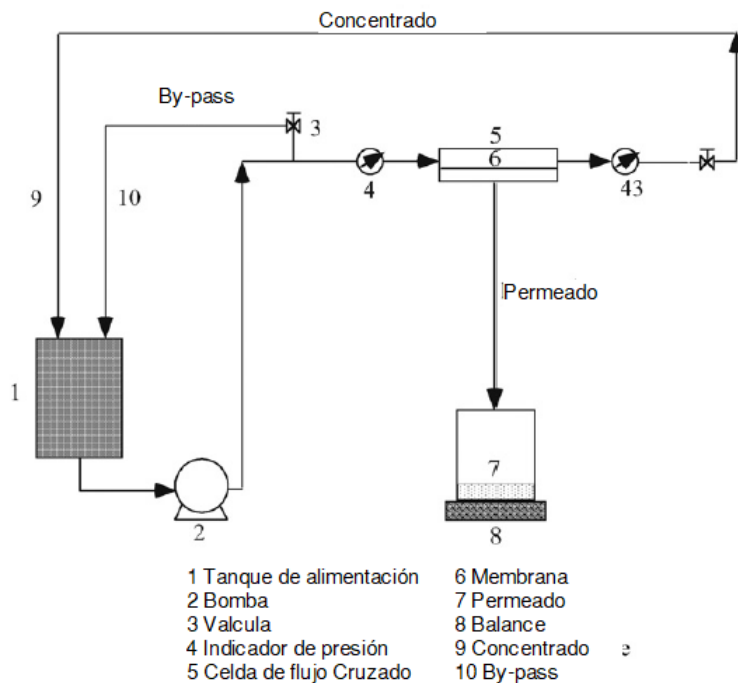 Concentrado
By-pass
3
5
6
4
43
9
10
Permeado
1
7
2
8
1 Tanque de alimentación
2 Bomba
3 Valcula
4 Indicador de presión
5 Celda de flujo Cruzado
6 Membrana
7 Permeado
8 Balance
9 Concentrado e
10 By-pass